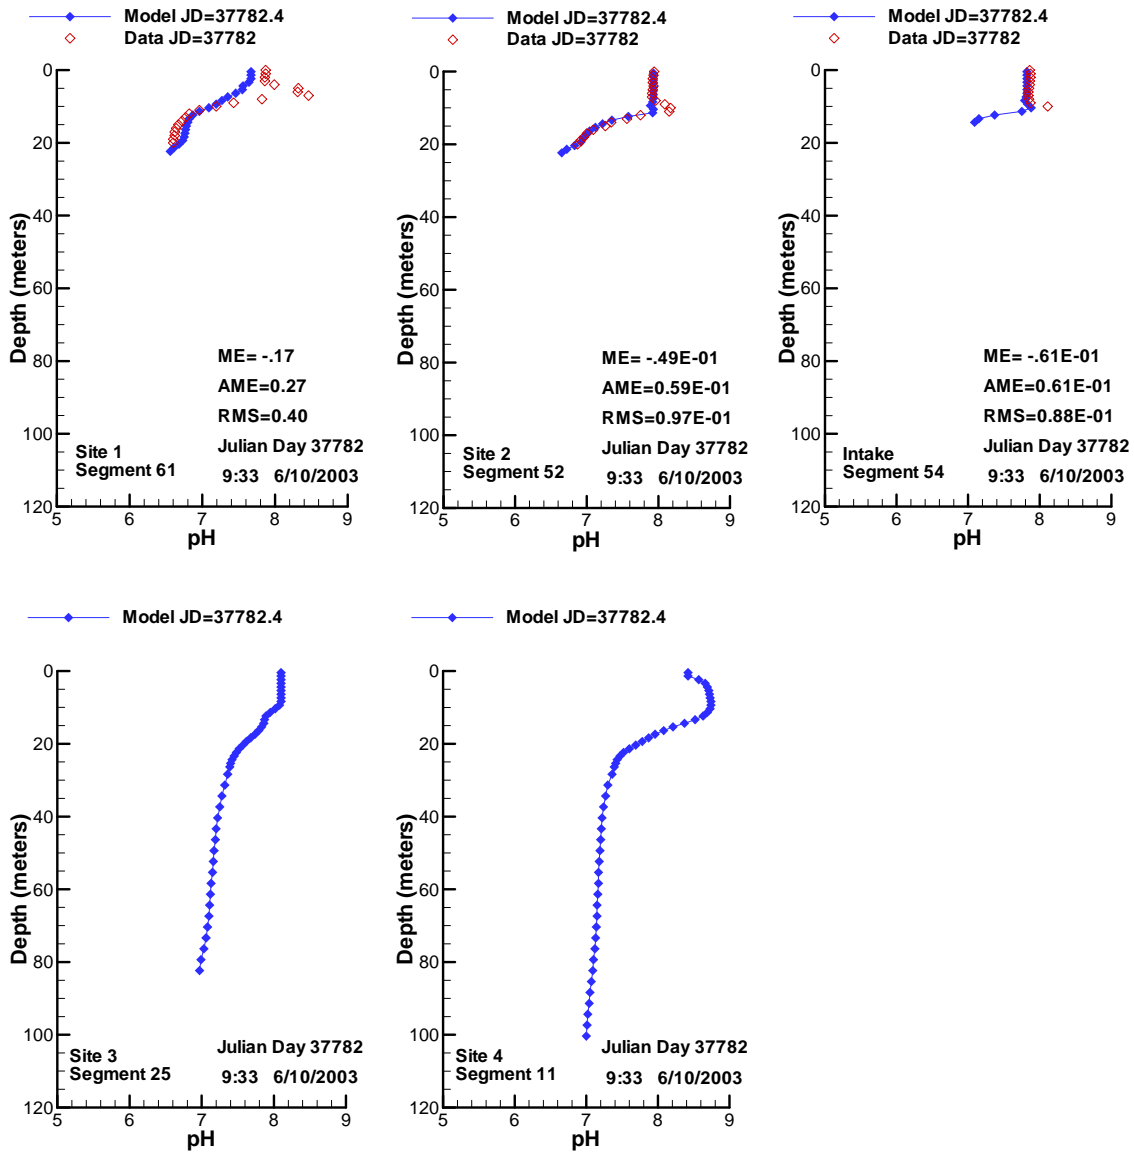 Model JD=37782.4
Data JD=37782
0
20
40
60
80
100
120
Depth (meters)
ME= -.17
AME=0.27
RMS=0.40
Site 1
Segment 61
Julian Day 37782
9:33 6/10/2003
5 6 7 8 9
pH
Model JD=37782.4
Data JD=37782
0
20
40
60
80
100
120
Depth (meters)
ME= -.49E-01
AME=0.59E-01
RMS=0.97E-01
Site 2
Segment 52
Julian Day 37782
9:33 6/10/2003
5 6 7 8 9
pH
Model JD=37782.4
Data JD=37782
0
20
40
60
80
100
120
Depth (meters)
ME= -.61E-01
AME=0.61E-01
RMS=0.88E-01
Intake
Segment 54
Julian Day 37782
9:33 6/10/2003
5 6 7 8 9
pH
Model JD=37782.4
0
20
40
60
80
100
120
Depth (meters)
Site 3
Segment 25
Julian Day 37782
9:33 6/10/2003
5 6 7 8 9
pH
Model JD=37782.4
0
20
40
60
80
100
120
Depth (meters)
Site 4
Segment 11
Julian Day 37782
9:33 6/10/2003
5 6 7 8 9
pH